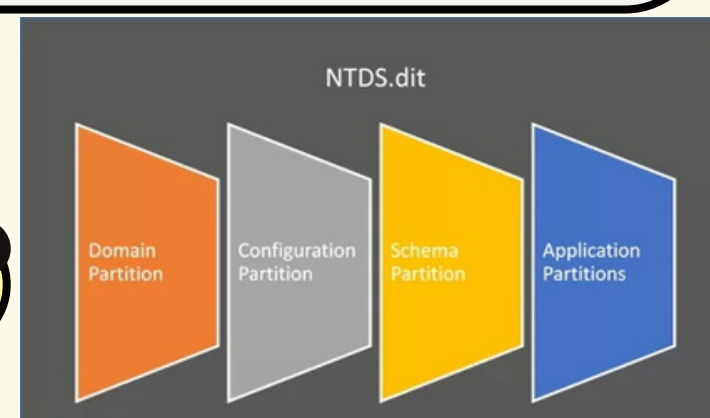 NTDS.dit
Domain
Partition
Configuration
Partition
Schema
Partition
Application
Partitions